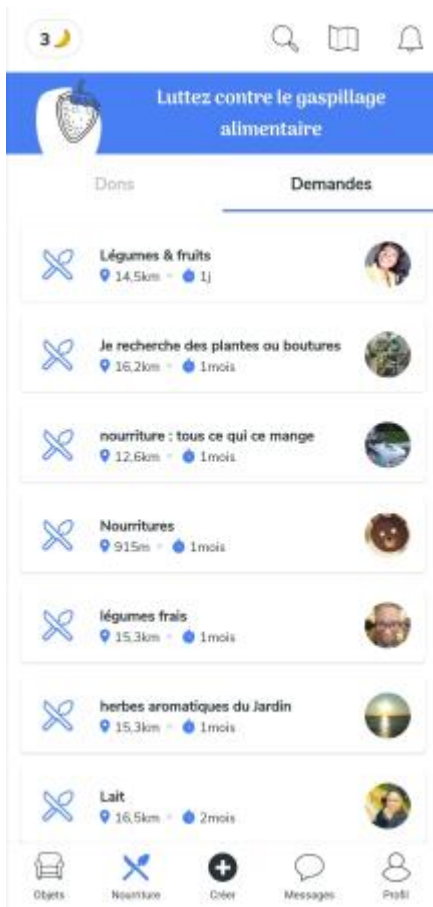 3
Luttez contre le gaspillage
alimentaire
Dons Demandes
Légumes & fruits
14,5km 1j
Je recherche des plantes ou boutures
16,2km 1mois
nourriture : tous ce qui ce mange
12,6km 1mois
Nourritures
915m 1mois
légumes frais
15,3km 1mois
herbes aromatiques du Jardin
15,3km 1mois
Lait
16,5km 2mois
Objets Nourriture Créer Messages Profil